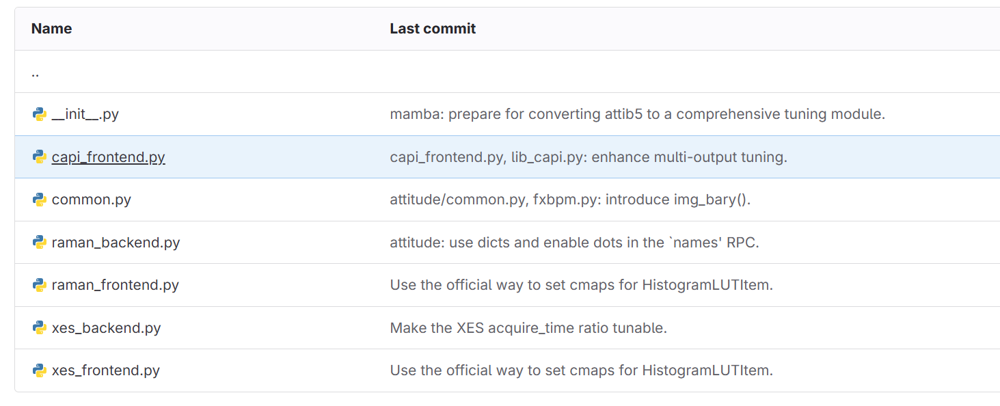 Name Last commit
..
__init__.py mamba: prepare for converting attib5 to a comprehensive tuning module.
capi_frontend.py capi_frontend.py, lib_capi.py: enhance multi-output tuning.
common.py attitude/common.py, fxbpm.py: introduce img_bary().
raman_backend.py attitude: use dicts and enable dots in the `names' RPC.
raman_frontend.py Use the official way to set cmaps for HistogramLUTItem.
xes_backend.py Make the XES acquire_time ratio tunable.
xes_frontend.py Use the official way to set cmaps for HistogramLUTItem.